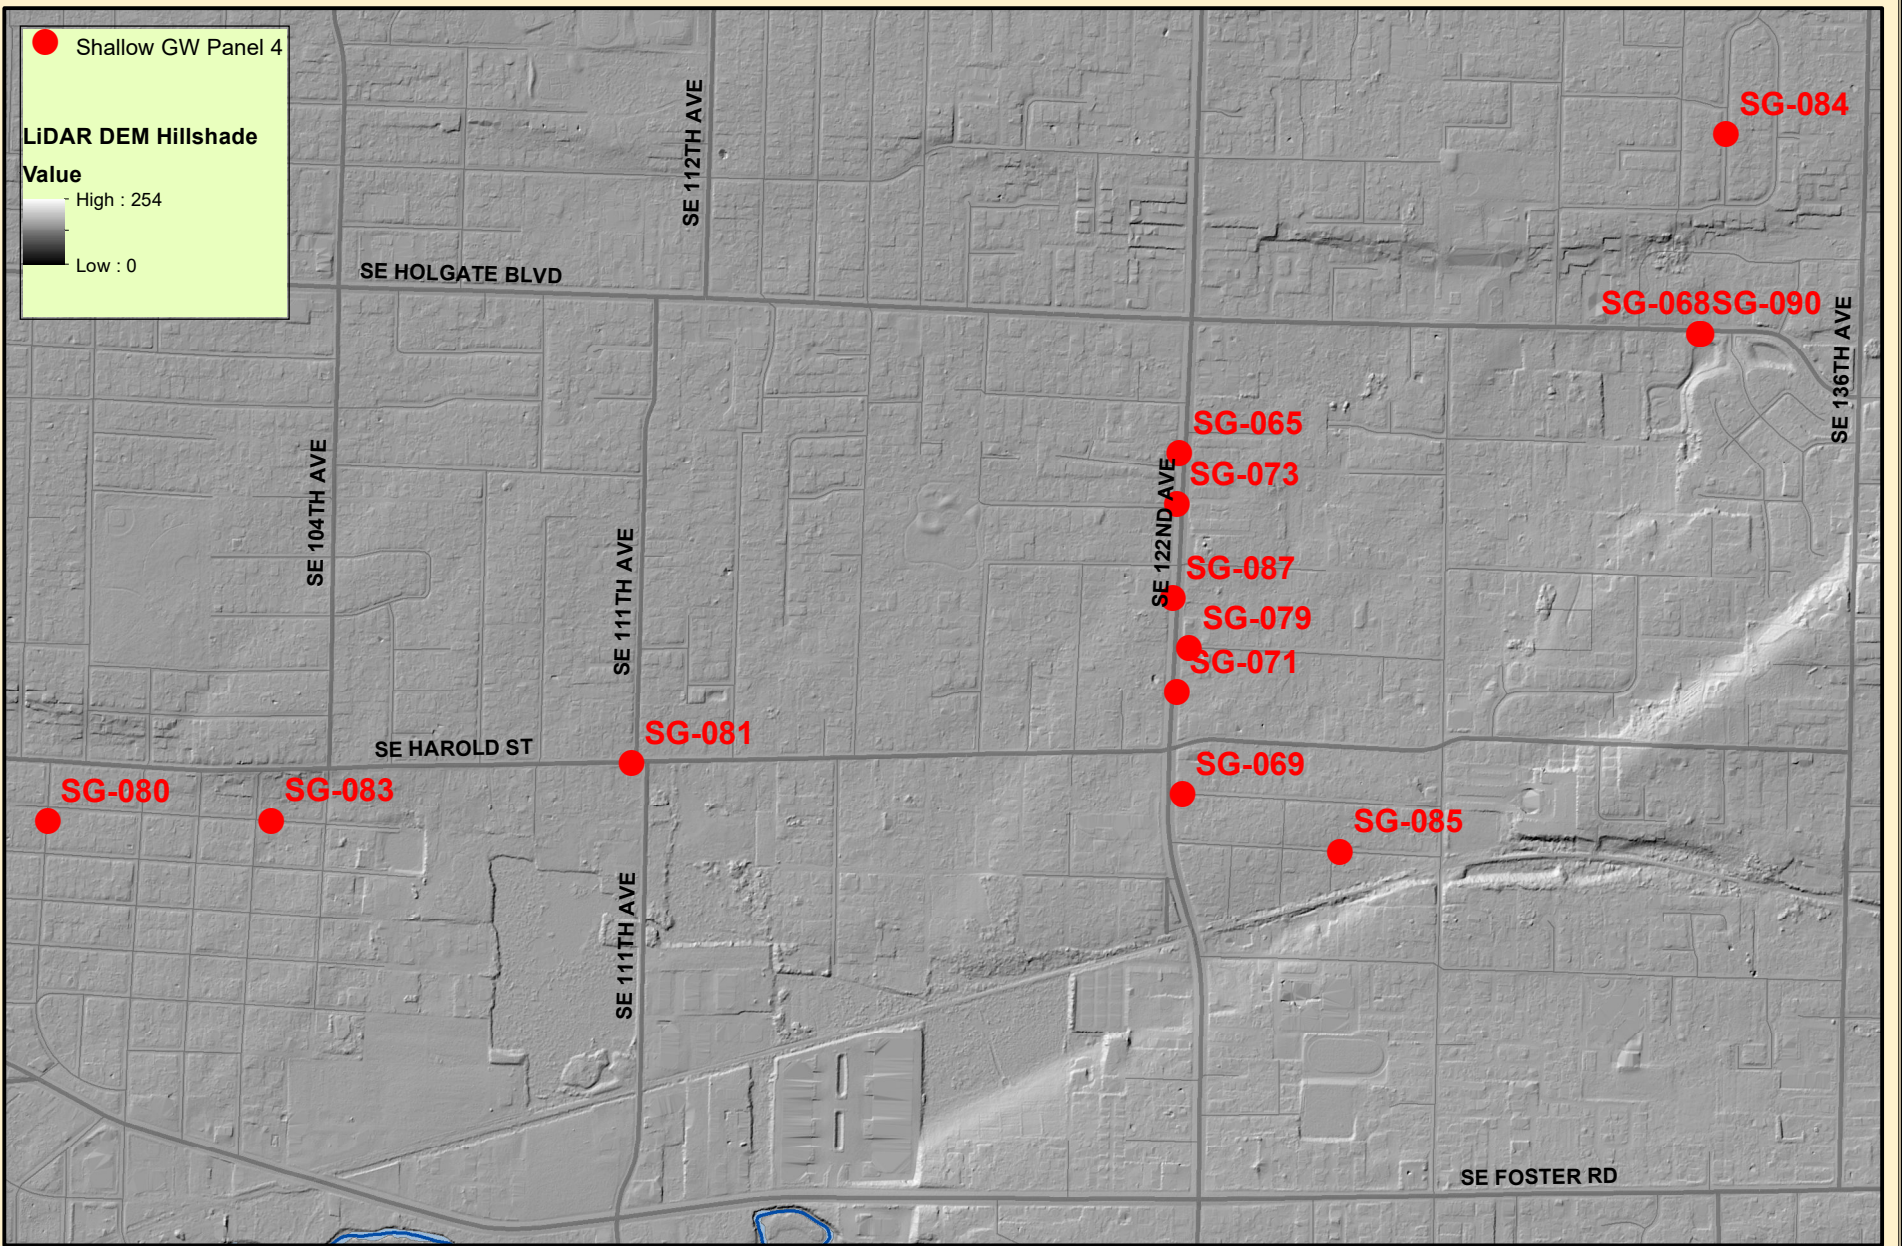 Shallow GW Panel 4
LiDAR DEM Hillshade
Value
High : 254
Low : 0
SE 112TH AVE
SG-084
SE HOLGATE BLVD
SG-068SG-090
SE 136TH AVE
SG-065
SG-073
SE 104TH AVE
SE 122ND AVE
SE 111TH AVE
SG-087
SG-079
SG-071
SG-081
SE HAROLD ST
SG-069
SG-080
SG-083
SG-085
SE 111TH AVE
SE FOSTER RD